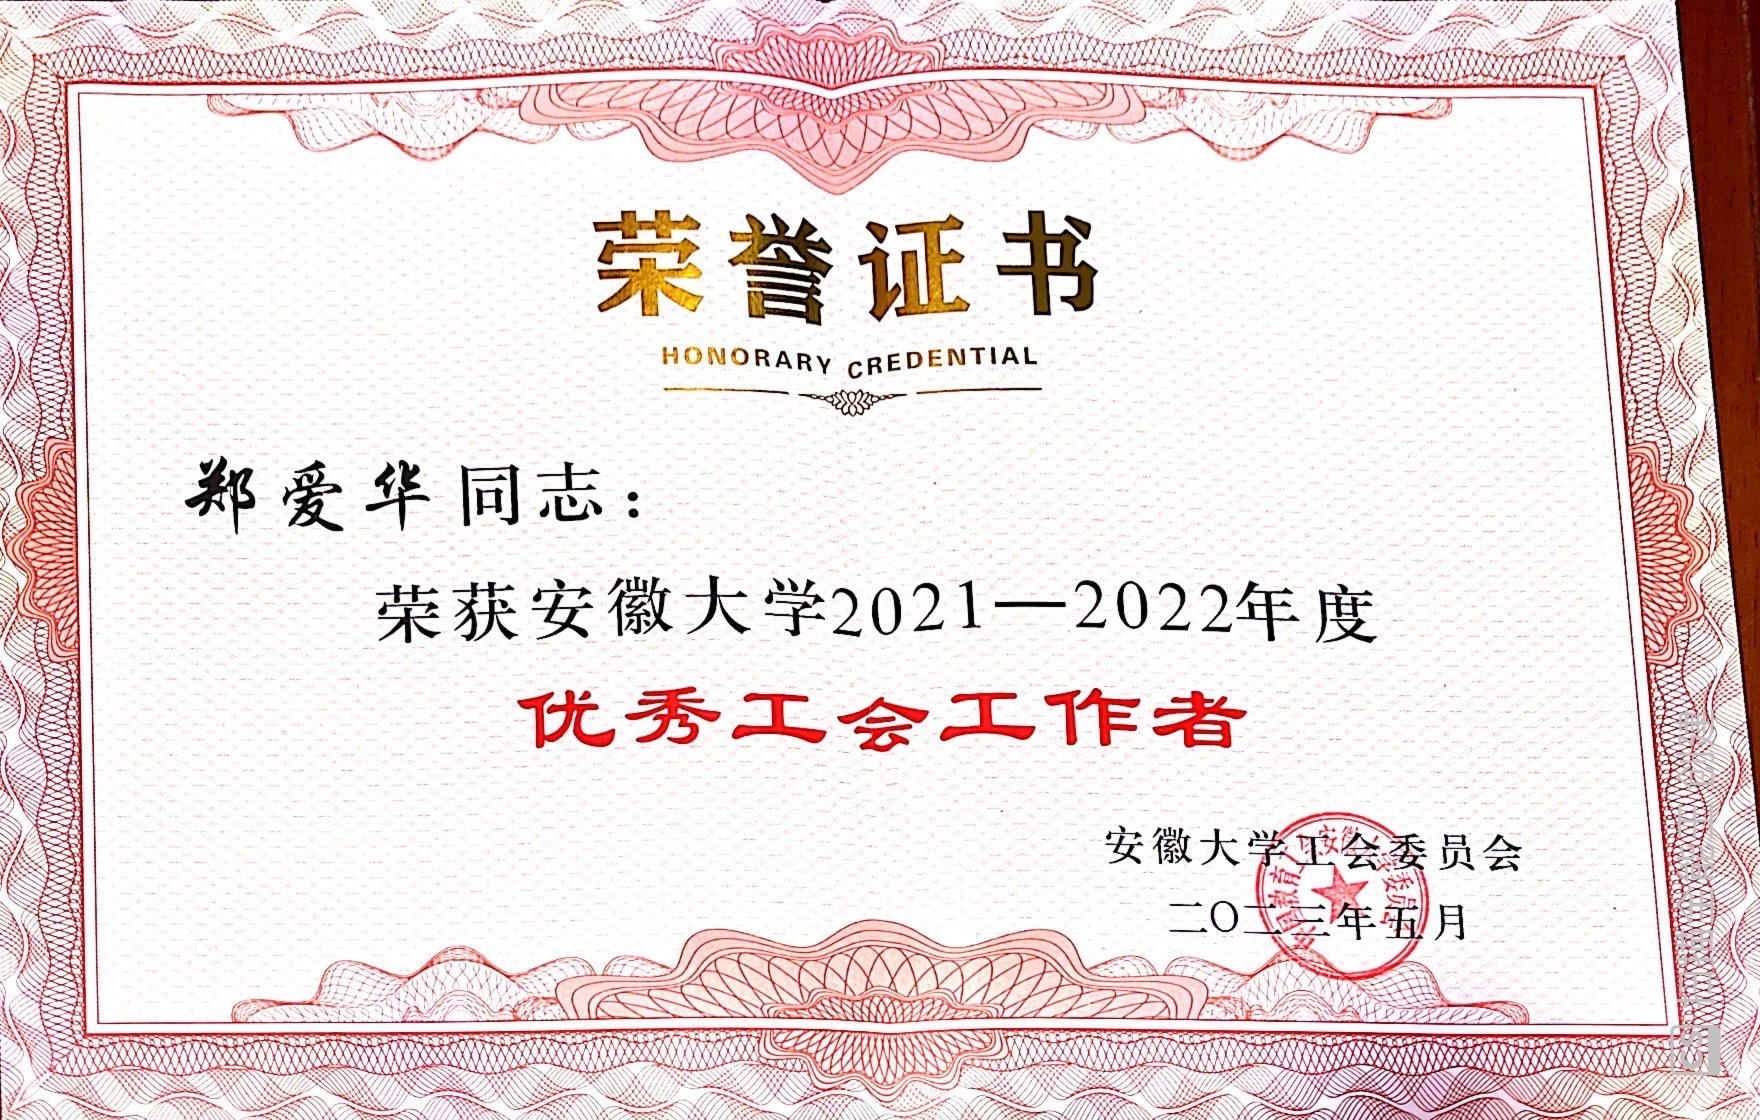 荣誉证书
HONORARY CREDENTIAL
郑爱华同志：
荣获安徽大学2021—2022年度
优秀工会工作者
安徽大学工会委员会
二〇二三年五月